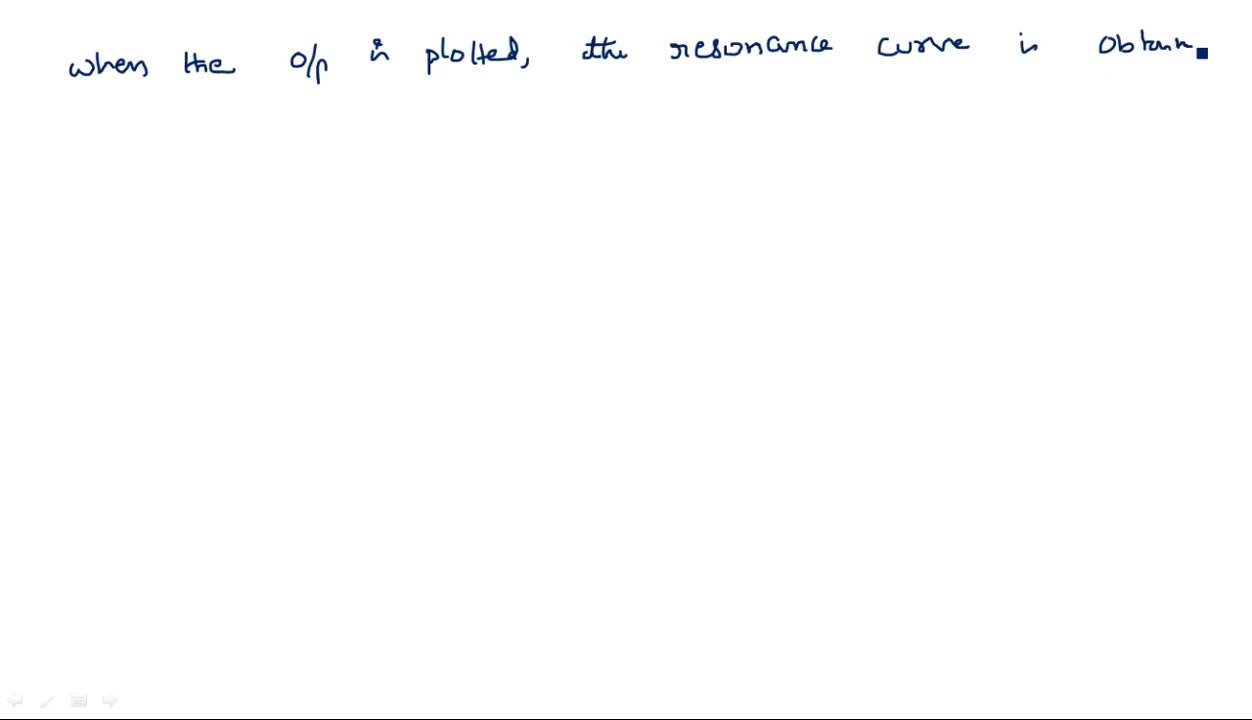 when the o/p is plotted, the resonance curve is obtain